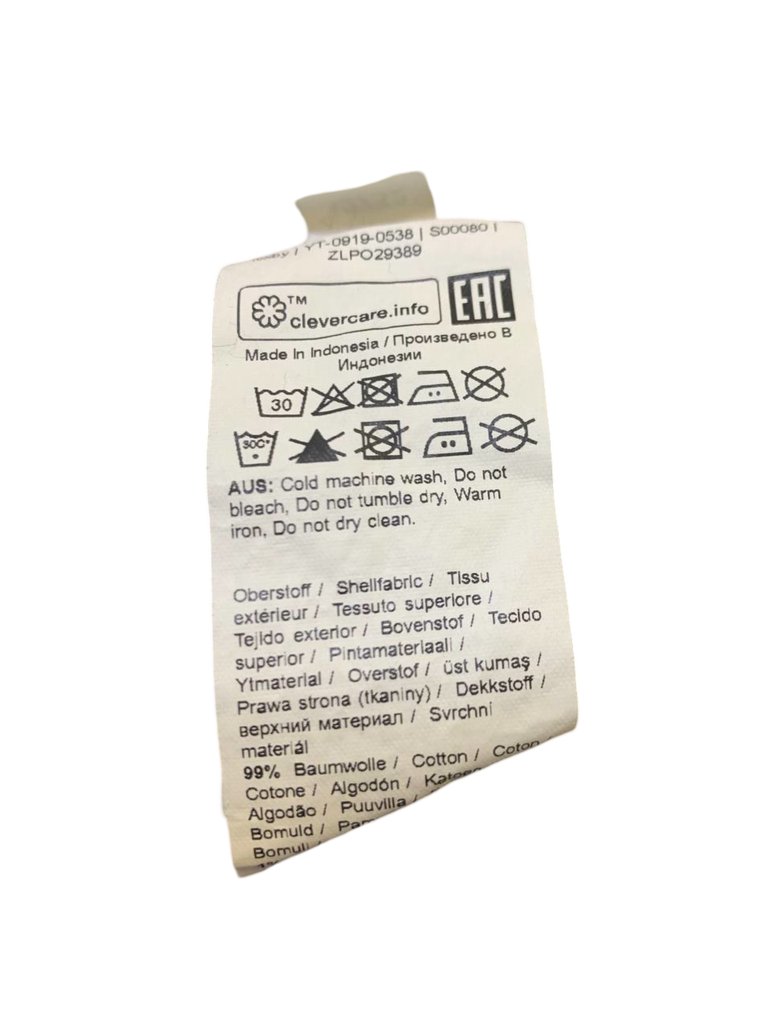 YT-0919-0538 | S00080 |
ZLPO29389
TM
clevercare.info
EAC
Made In Indonesia / Произведено В
Индонезии
30
30C°
AUS: Cold machine wash, Do not
bleach, Do not tumble dry, Warm
iron, Do not dry clean.
Oberstoff / Shellfabric / Tissu
extérieur / Tessuto superiore /
Tejido exterior / Bovenstof / Tecido
superior / Pintamateriaali /
Ytmaterial / Overstof / üst kumaş /
Prawa strona (tkaniny) / Dekkstoff /
верхний материал / Svrchni
materiál
99% Baumwolle / Cotton / Coton
Cotone / Algodón / Katoen
Algodão / Puuvilla /
Bomuld /
Bomull